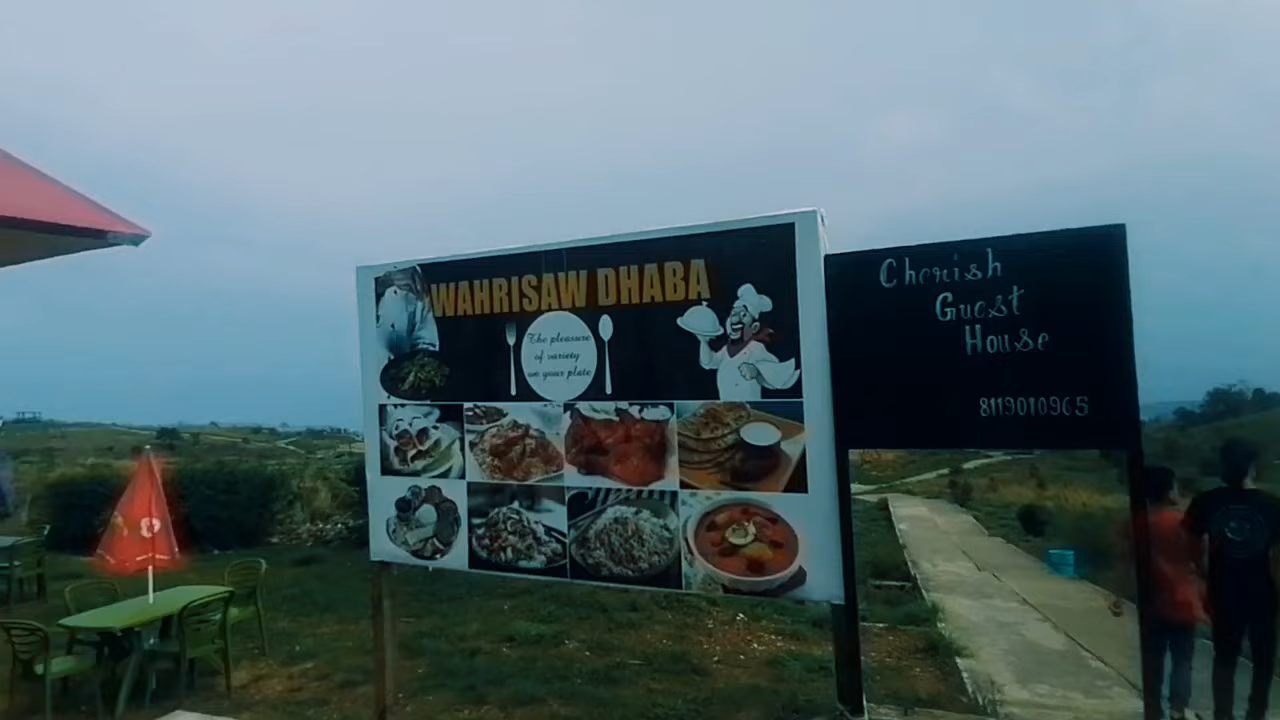 WAHRISAW DHABA
The pleasure
of variety
on your plate
Cherish
Guest
House
8119010965